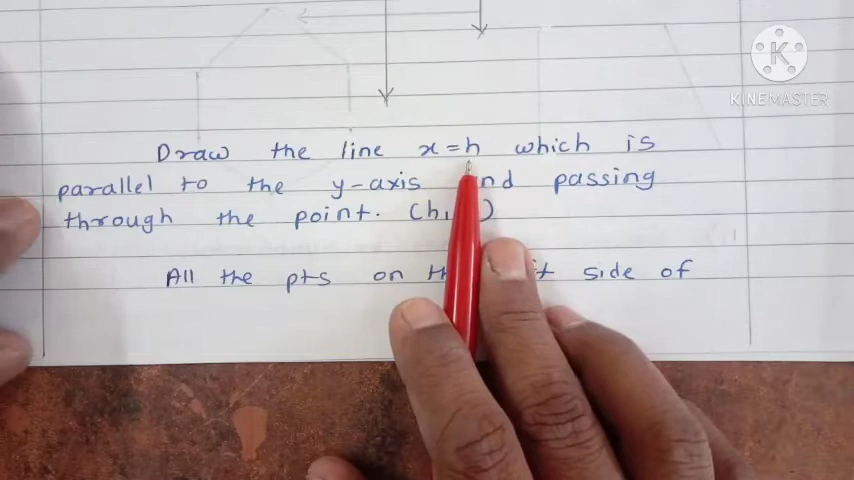 Draw the line x=h which is
parallel to the y-axis and passing
through the point. (h, )
All the pts on side of
K
KINEMASTER